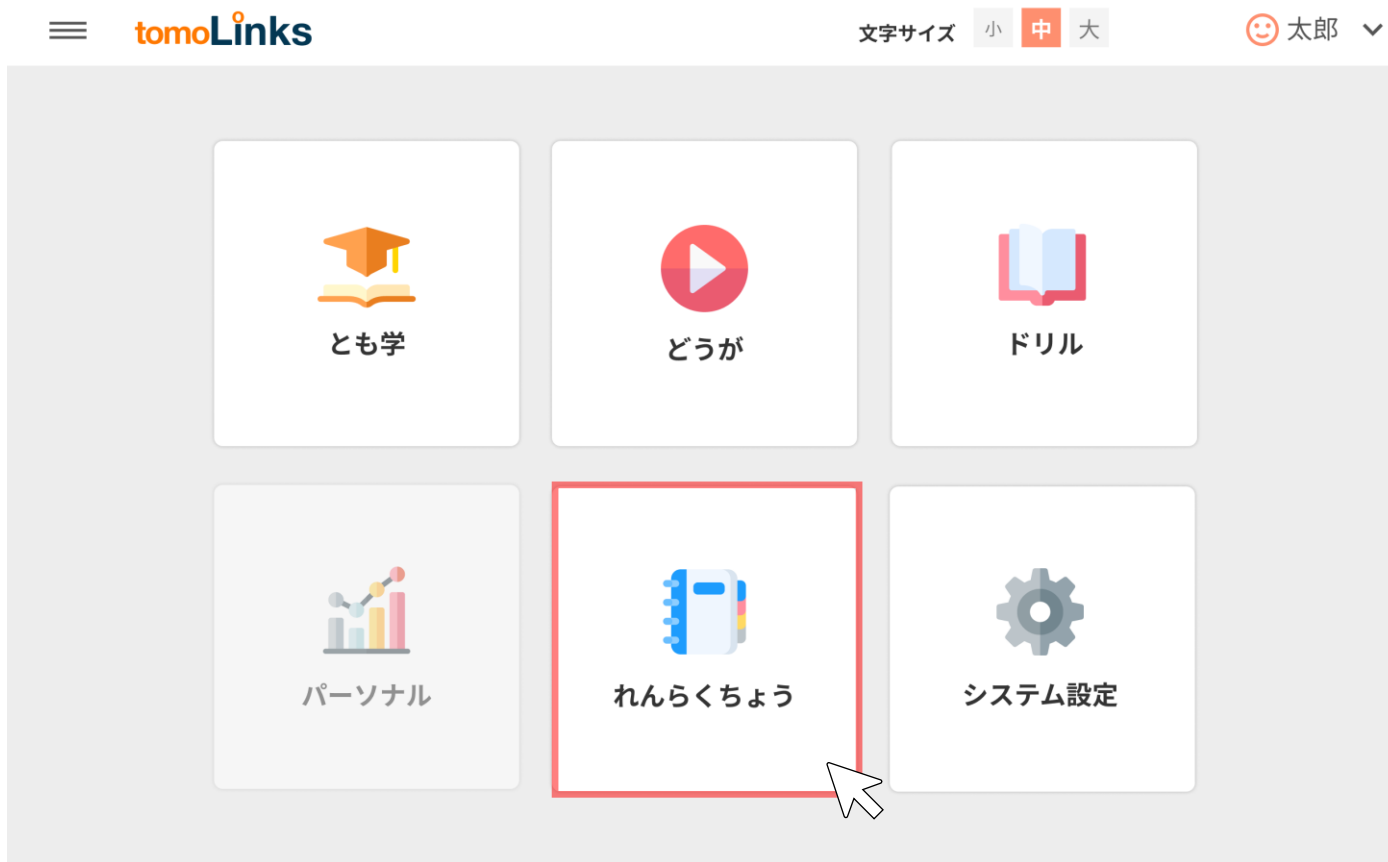 tomoLinks
文字サイズ 小 中 大
太郎
とも学
どうが
ドリル
パーソナル
れんらくちょう
システム設定